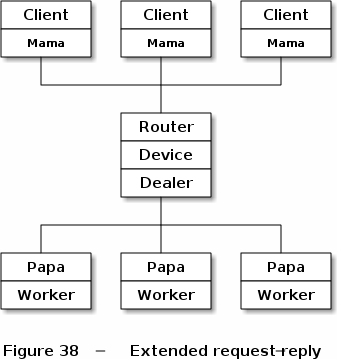 Client Client Client
Mama Mama Mama
Router
Device
Dealer
Papa Papa Papa
Worker Worker Worker
Figure 38 - Extended request-reply